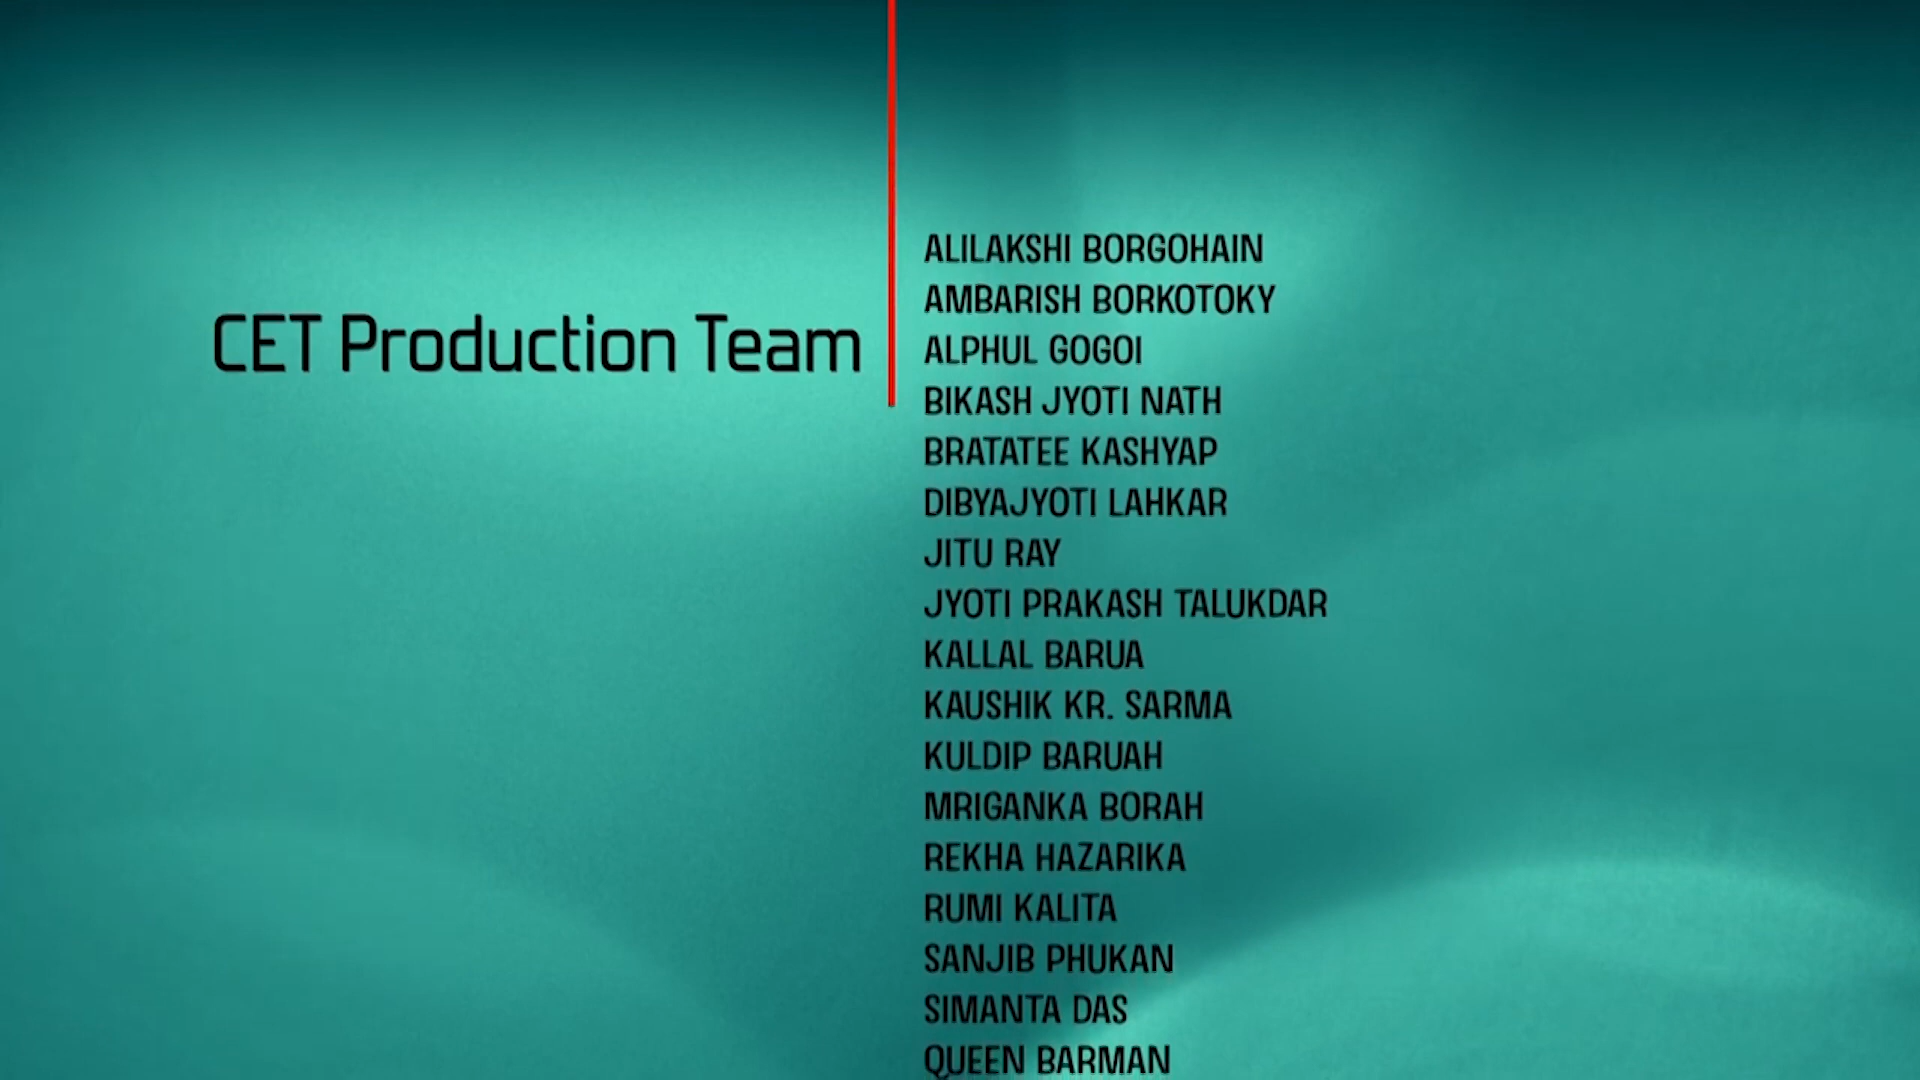 CET Production Team
ALILAKSHI BORGOHAIN
AMBARISH BORKOTOKY
ALPHUL GOGOI
BIKASH JYOTI NATH
BRATATEE KASHYAP
DIBYAJYOTI LAHKAR
JITU RAY
JYOTI PRAKASH TALUKDAR
KALLAL BARUA
KAUSHIK KR. SARMA
KULDIP BARUAH
MRIGANKA BORAH
REKHA HAZARIKA
RUMI KALITA
SANJIB PHUKAN
SIMANTA DAS
QUEEN BARMAN